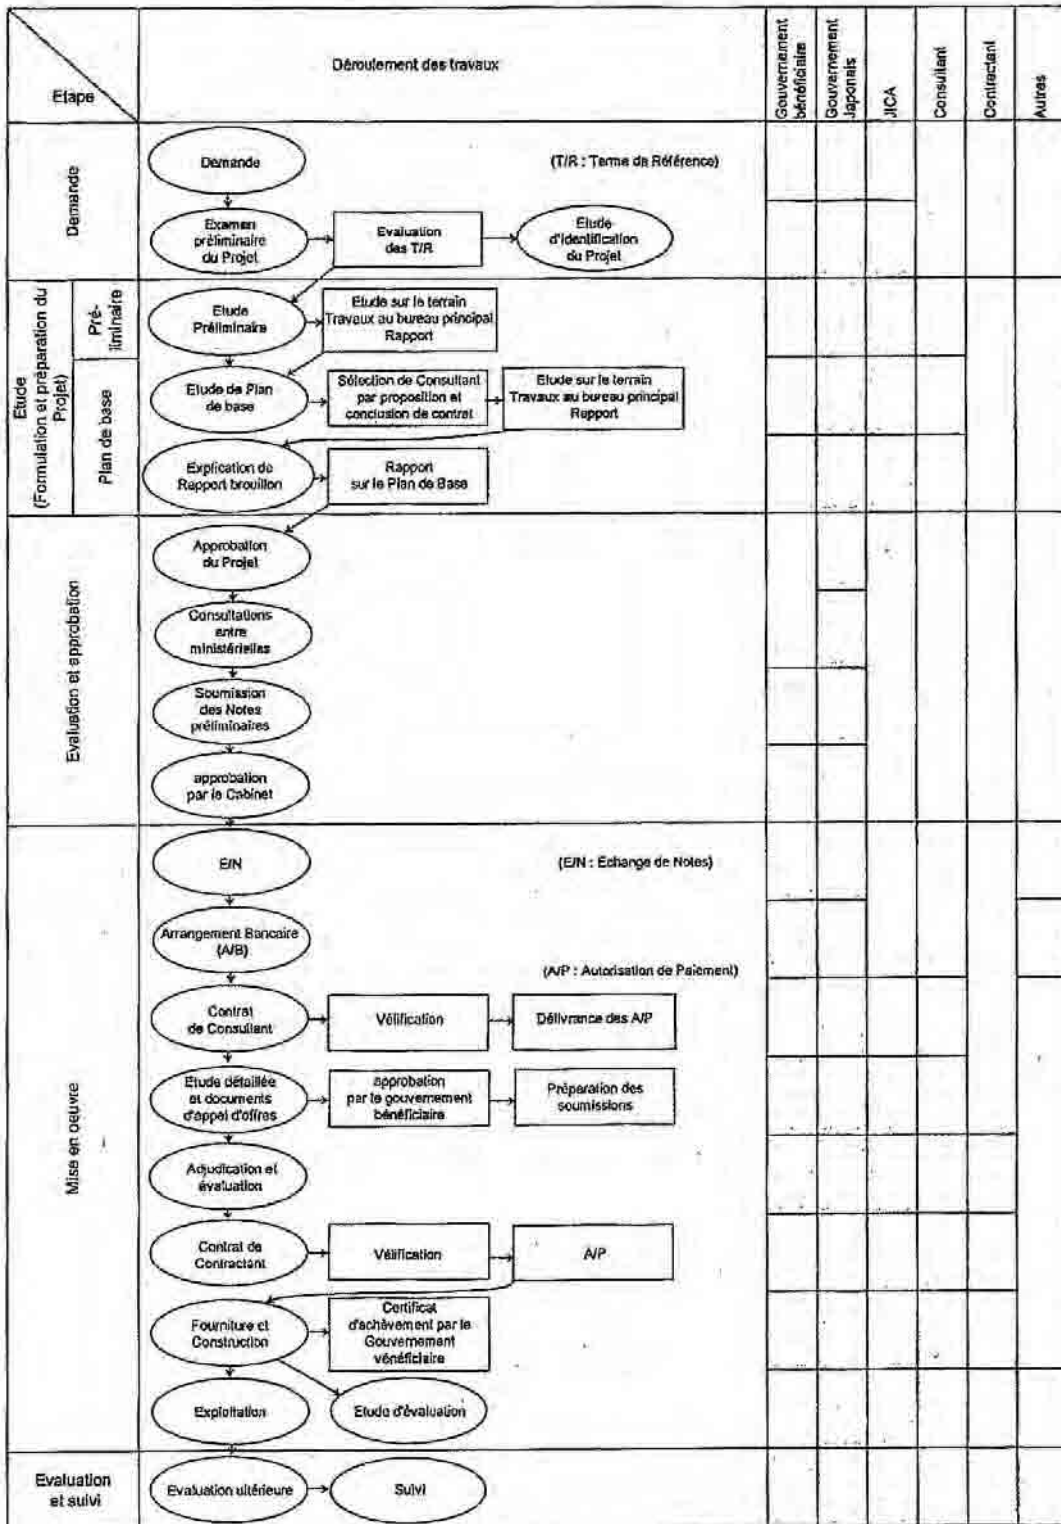 Etape
Déroulement des travaux
Gouvernement
bénéficiaire
Gouvernement
Japonais
JICA
Consultant
Contractant
Autres
Demande
Demande
(T/R : Terme de Référence)
Examen
préliminaire
du Projet
Evaluation
des T/R
Etude
d'Identification
du Projet
Etude
(Formulation et préparation du
Projet)
Pré-
liminaire
Etude
Préliminaire
Etude sur le terrain
Travaux au bureau principal
Rapport
Plan de base
Etude de Plan
de base
Sélection de Consultant
par proposition et
conclusion de contrat
Etude sur le terrain
Travaux au bureau principal
Rapport
Explication de
Rapport brouillon
Rapport
sur le Plan de Base
Evaluation et approbation
Approbation
du Projet
Consultations
entre
ministérielles
Soumission
des Notes
préliminaires
approbation
par le Cabinet
Mise en oeuvre
E/N
(E/N : Echange de Notes)
Arrangement Bancaire
(A/B)
(A/P : Autorisation de Paiement)
Contrat
de Consultant
Vélification
Délivrance des A/P
Etude détaillée
et documents
d'appel d'offres
approbation
par le gouvernement
bénéficiaire
Préparation des
soumissions
Adjudication et
évaluation
Contrat de
Contractant
Vélification
A/P
Fourniture et
Construction
Certificat
d'achèvement par le
Gouvernement
vénéficiaire
Exploitation
Etude d'évaluation
Evaluation
et suivi
Evaluation ultérieure
Suivi